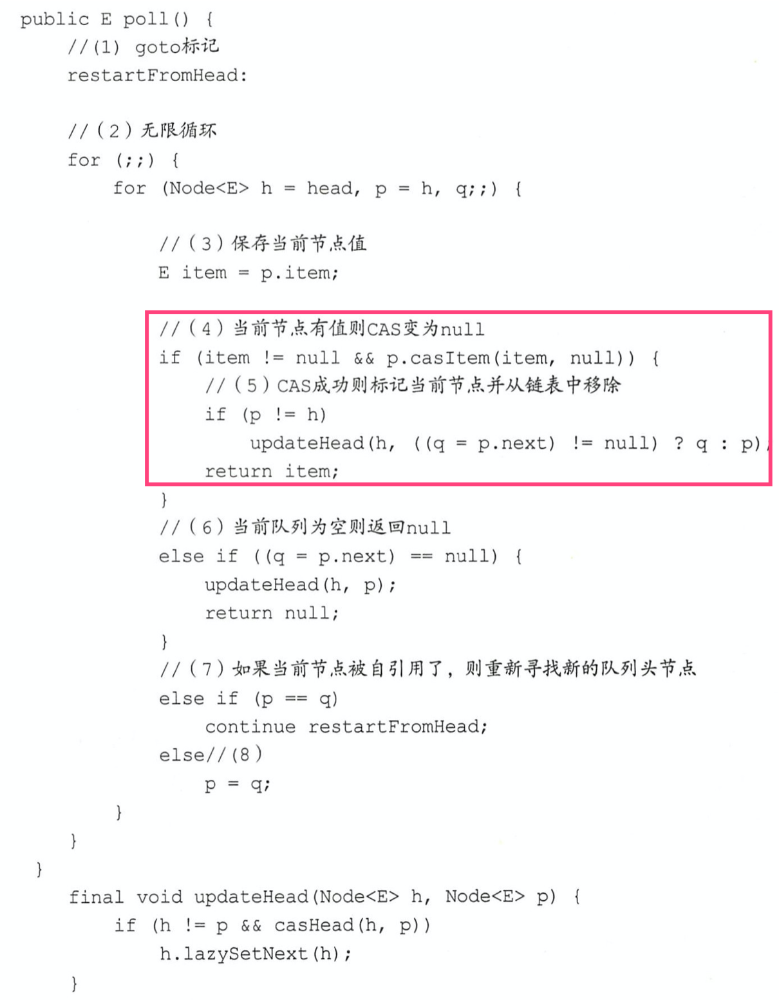 public E poll() {
//(1) goto标记
restartFromHead:
//（2）无限循环
for (;;) {
for (Node<E> h = head, p = h, q;;) {
//（3）保存当前节点值
E item = p.item;
//（4）当前节点有值则CAS变为null
if (item != null && p.casItem(item, null)) {
//（5）CAS成功则标记当前节点并从链表中移除
if (p != h)
updateHead(h, ((q = p.next) != null) ? q : p);
return item;
}
//（6）当前队列为空则返回null
else if ((q = p.next) == null) {
updateHead(h, p);
return null;
}
//（7）如果当前节点被自引用了，则重新寻找新的队列头节点
else if (p == q)
continue restartFromHead;
else//(8）
p = q;
}
}
}
final void updateHead(Node<E> h, Node<E> p) {
if (h != p && casHead(h, p))
h.lazySetNext(h);
}